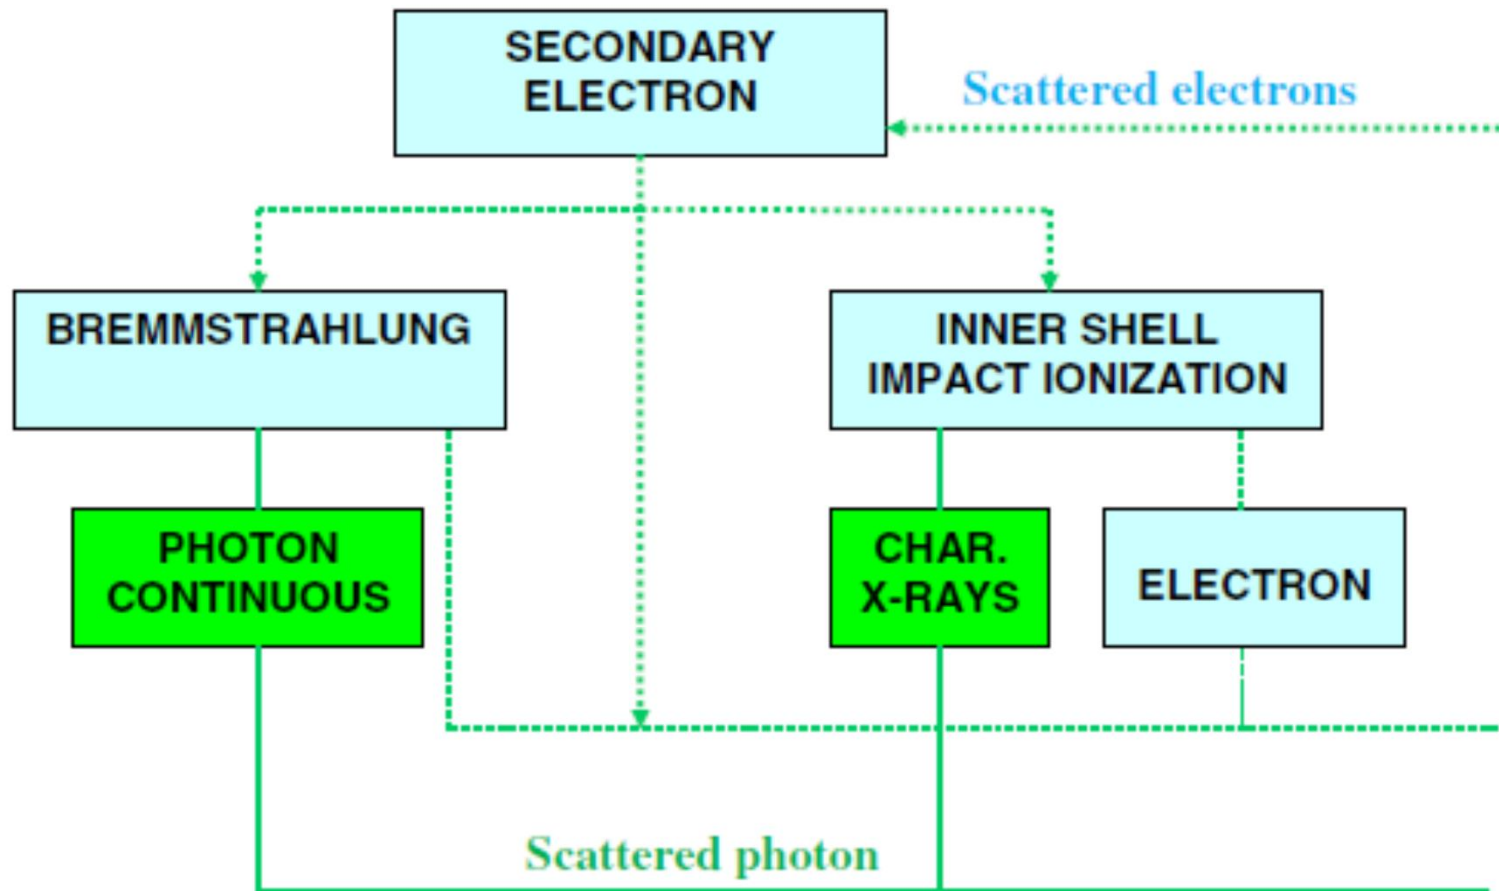 SECONDARY
ELECTRON
Scattered electrons
BREMMSTRAHLUNG
INNER SHELL
IMPACT IONIZATION
PHOTON
CONTINUOUS
CHAR.
X-RAYS
ELECTRON
Scattered photon